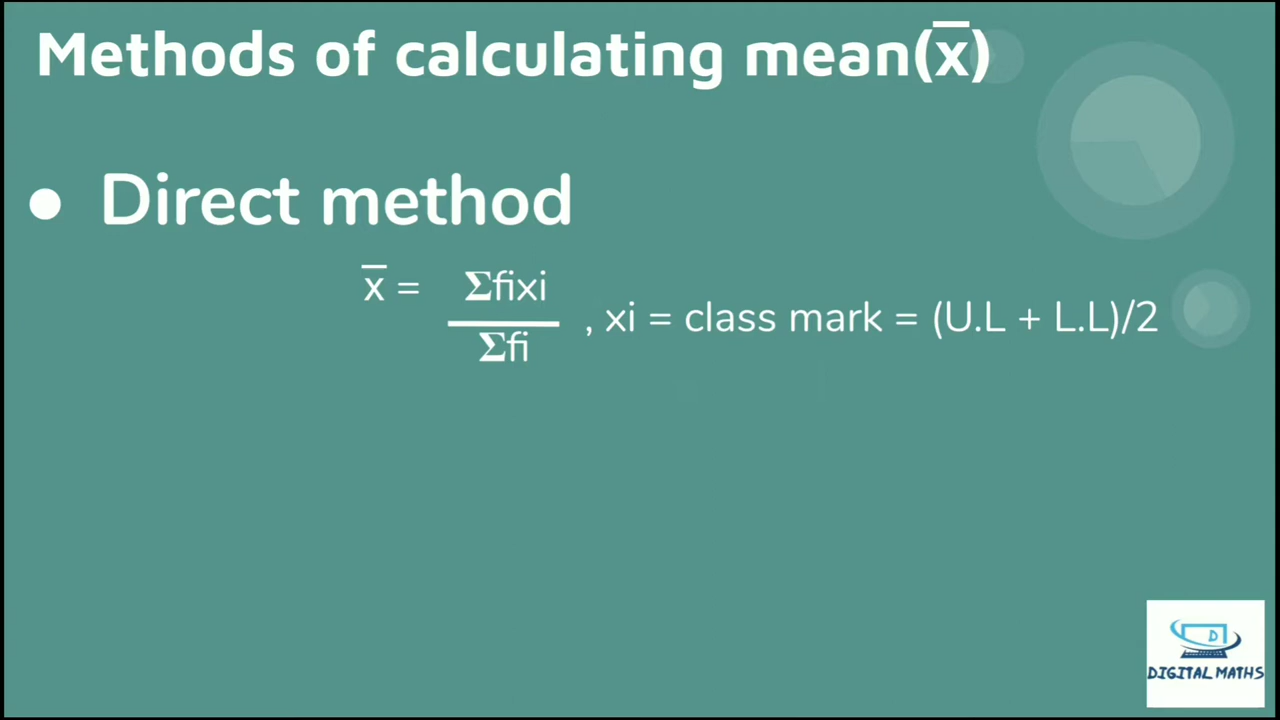 Methods of calculating mean(x̅)
● Direct method
x̅ = Σfixi
Σfi
, xi = class mark = (U.L + L.L)/2
D
DIGITAL MATHS